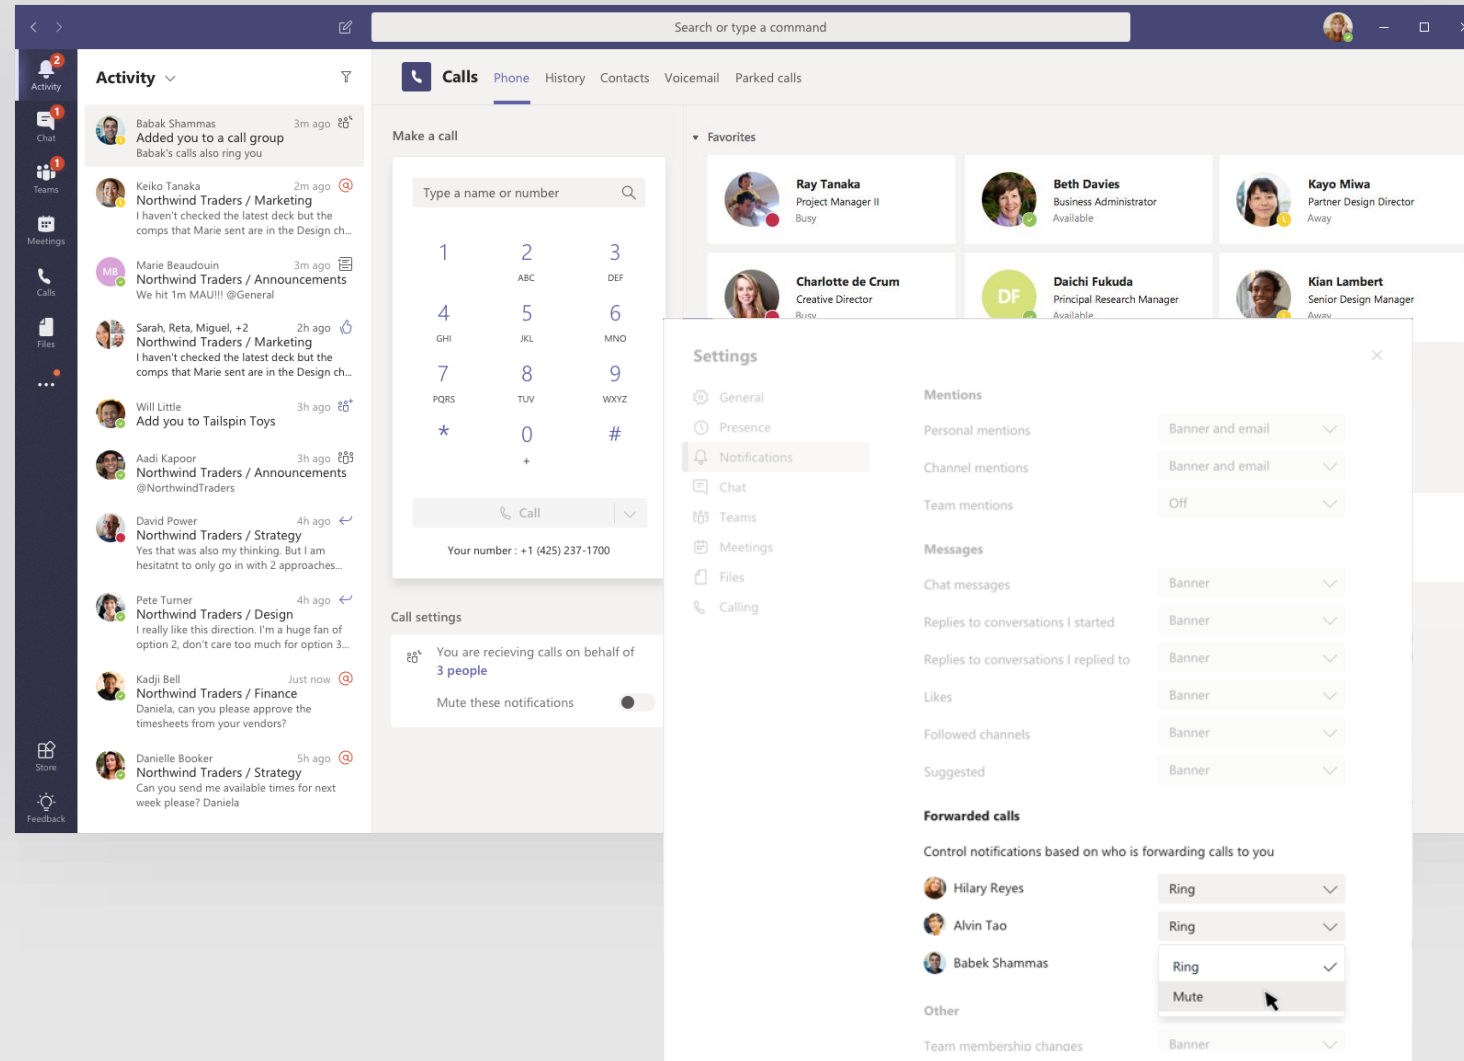 Search or type a command
2
Activity
1
Chat
1
Teams
Meetings
Calls
Files
Store
Feedback
Activity
Babak Shammas 3m ago
Added you to a call group
Babak's calls also ring you
Keiko Tanaka 2m ago
Northwind Traders / Marketing
I haven't checked the latest deck but the
comps that Marie sent are in the Design ch...
MB
Marie Beaudouin 3m ago
Northwind Traders / Announcements
We hit 1m MAU!!! @General
Sarah, Reta, Miguel, +2 2h ago
Northwind Traders / Marketing
I haven't checked the latest deck but the
comps that Marie sent are in the Design ch...
Will Little 3h ago
Add you to Tailspin Toys
Aadi Kapoor 3h ago
Northwind Traders / Announcements
@NorthwindTraders
David Power 4h ago
Northwind Traders / Strategy
Yes that was also my thinking. But I am
hesitatnt to only go in with 2 approaches...
Pete Turner 4h ago
Northwind Traders / Design
I really like this direction. I'm a huge fan of
option 2, don't care too much for option 3...
Kadji Bell Just now
Northwind Traders / Finance
Daniela, can you please approve the
timesheets from your vendors?
Danielle Booker 5h ago
Northwind Traders / Strategy
Can you send me available times for next
week please? Daniela
Calls Phone History Contacts Voicemail Parked calls
Make a call
Type a name or number
1 2 3
ABC DEF
4 5 6
GHI JKL MNO
7 8 9
PQRS TUV WXYZ
* 0 #
+
Call
Your number : +1 (425) 237-1700
Call settings
You are recieving calls on behalf of
3 people
Mute these notifications
Favorites
Ray Tanaka
Project Manager II
Busy
Beth Davies
Business Administrator
Available
Kayo Miwa
Partner Design Director
Away
Charlotte de Crum
Creative Director
Busy
DF
Daichi Fukuda
Principal Research Manager
Available
Kian Lambert
Senior Design Manager
Away
Settings
General
Presence
Notifications
Chat
Teams
Meetings
Files
Calling
Mentions
Personal mentions Banner and email
Channel mentions Banner and email
Team mentions Off
Messages
Chat messages Banner
Replies to conversations I started Banner
Replies to conversations I replied to Banner
Likes Banner
Followed channels Banner
Suggested Banner
Forwarded calls
Control notifications based on who is forwarding calls to you
Hilary Reyes Ring
Alvin Tao Ring
Babek Shammas
Ring
Mute
Other
Team membership changes Banner